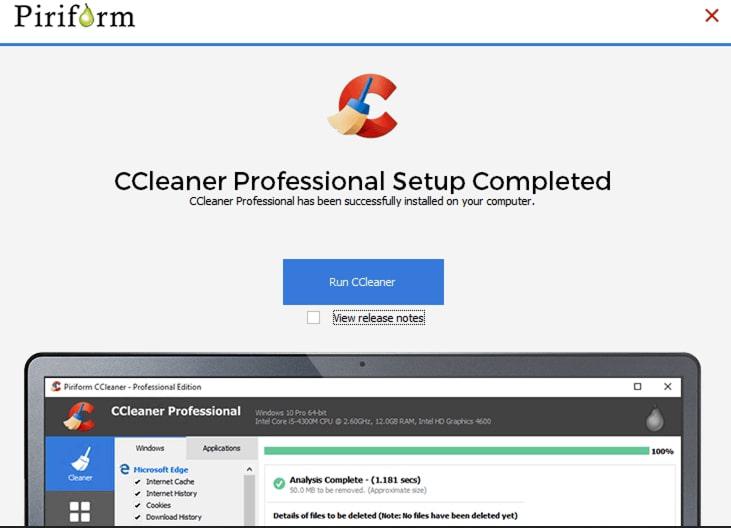 Piriform
CCleaner Professional Setup Completed
CCleaner Professional has been successfully installed on your computer.
Run CCleaner
View release notes
Piriform CCleaner - Professional Edition
CCleaner Professional
Windows 10 Pro 64-bit
Intel Core i5-4300M CPU @ 2.60GHz, 12.0GB RAM, Intel HD Graphics 4600
Cleaner
Windows
Applications
Microsoft Edge
Internet Cache
Internet History
Cookies
Download History
100%
Analysis Complete - (1.181 secs)
50.0 MB to be removed. (Approximate size)
Details of files to be deleted (Note: No files have been deleted yet)